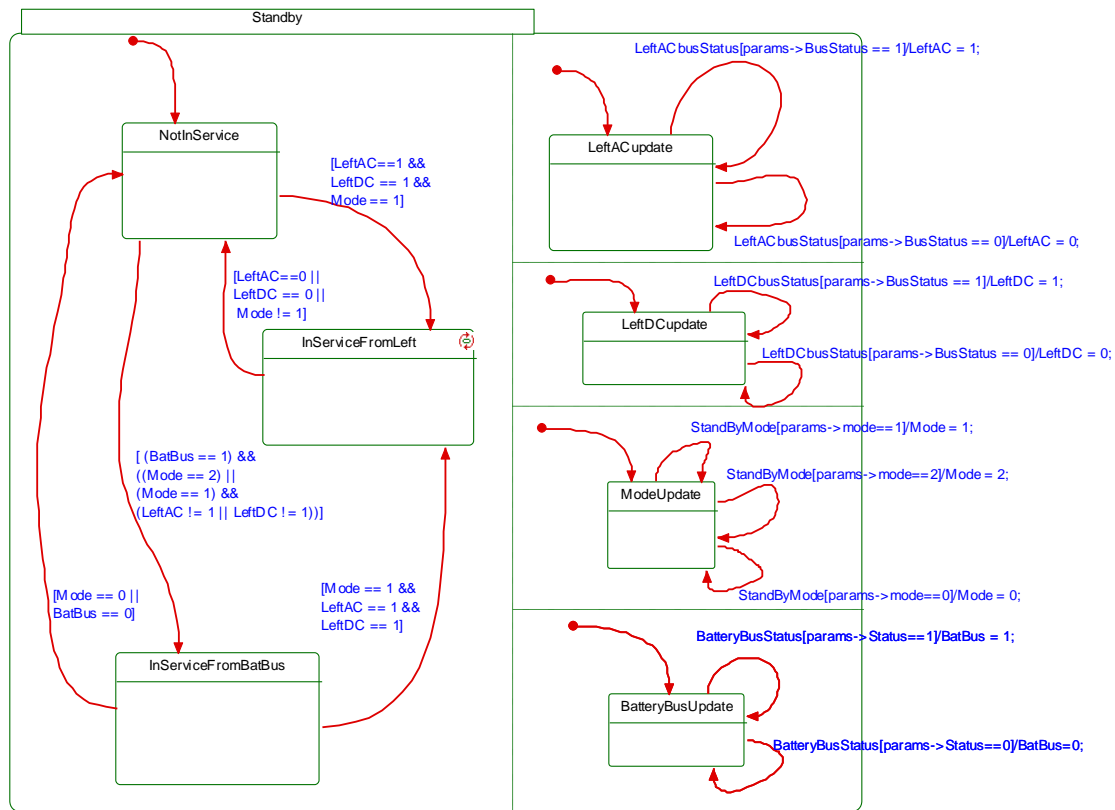 Standby
NotInService
[LeftAC==1 &&
LeftDC == 1 &&
Mode == 1]
[LeftAC==0 ||
LeftDC == 0 ||
Mode != 1]
InServiceFromLeft
[ (BatBus == 1) &&
((Mode == 2) ||
(Mode == 1) &&
(LeftAC != 1 || LeftDC != 1))]
[Mode == 0 ||
BatBus == 0]
[Mode == 1 &&
LeftAC == 1 &&
LeftDC == 1]
InServiceFromBatBus
LeftACbusStatus[params->BusStatus == 1]/LeftAC = 1;
LeftACupdate
LeftACbusStatus[params->BusStatus == 0]/LeftAC = 0;
LeftDCbusStatus[params->BusStatus == 1]/LeftDC = 1;
LeftDCupdate
LeftDCbusStatus[params->BusStatus == 0]/LeftDC = 0;
StandByMode[params->mode==1]/Mode = 1;
StandByMode[params->mode==2]/Mode = 2;
ModeUpdate
StandByMode[params->mode==0]/Mode = 0;
BatteryBusStatus[params->Status==1]/BatBus = 1;
BatteryBusUpdate
BatteryBusStatus[params->Status==0]/BatBus=0;